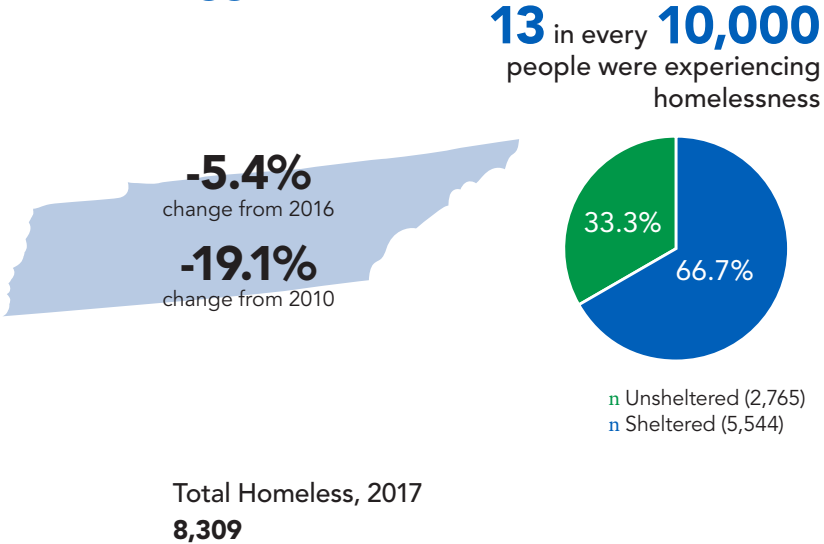 13 in every 10,000
people were experiencing
homelessness
-5.4%
change from 2016
-19.1%
change from 2010
33.3%
66.7%
n Unsheltered (2,765)
n Sheltered (5,544)
Total Homeless, 2017
8,309